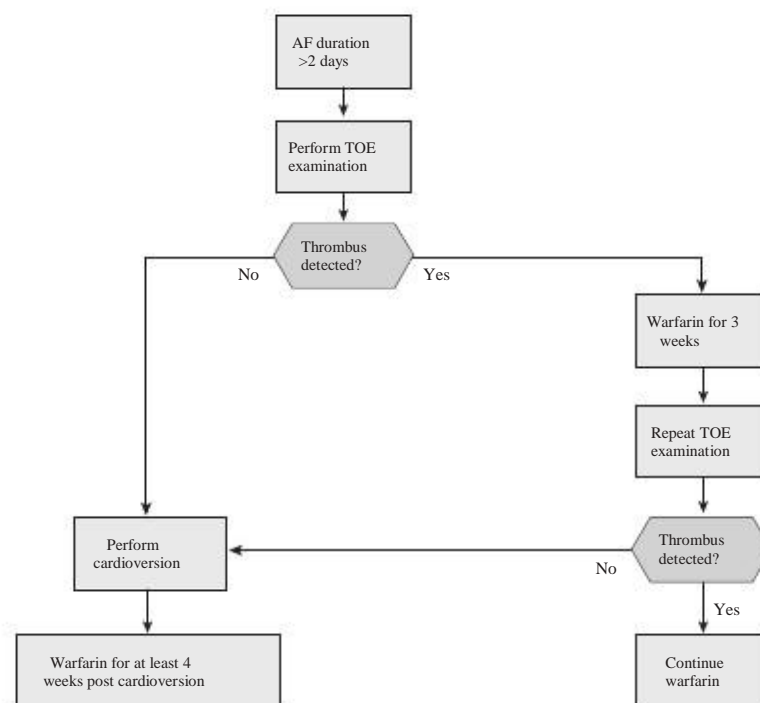 AF duration
>2 days
Perform TOE
examination
Thrombus
detected?
No
Yes
Warfarin for 3
weeks
Repeat TOE
examination
Perform
cardioversion
Thrombus
detected?
No
Yes
Warfarin for at least 4
weeks post cardioversion
Continue
warfarin